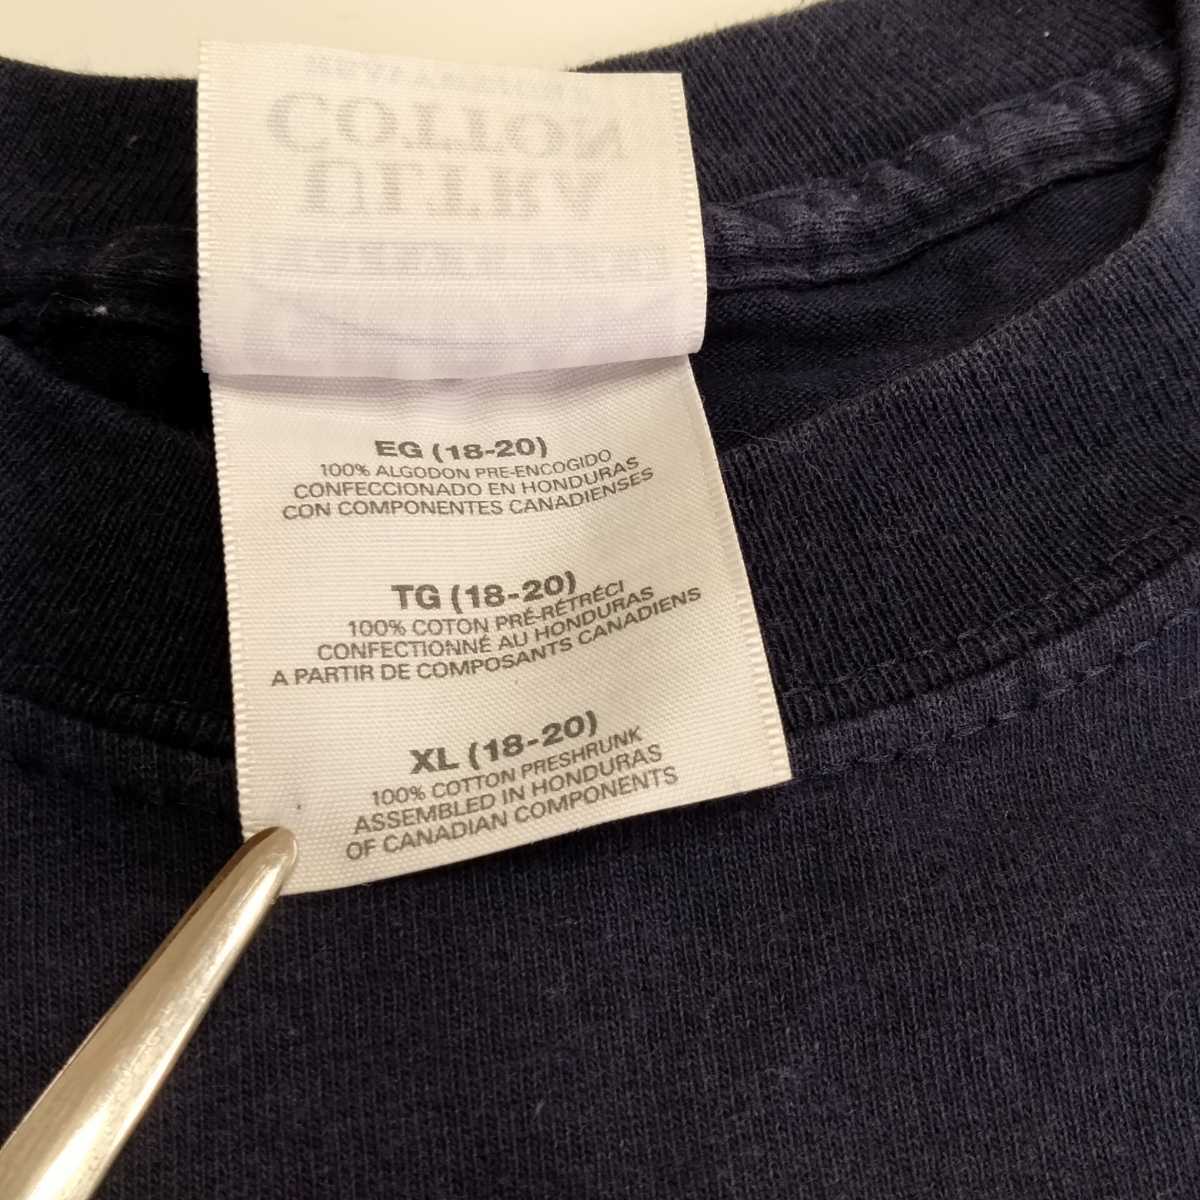 COTTON
ULTRA
EG (18-20)
100% ALGODON PRE-ENCOGIDO
CONFECCIONADO EN HONDURAS
CON COMPONENTES CANADIENSES
TG (18-20)
100% COTON PRÉ-RÉTRÉCI
CONFECTIONNÉ AU HONDURAS
A PARTIR DE COMPOSANTS CANADIENS
XL (18-20)
100% COTTON PRESHRUNK
ASSEMBLED IN HONDURAS
OF CANADIAN COMPONENTS